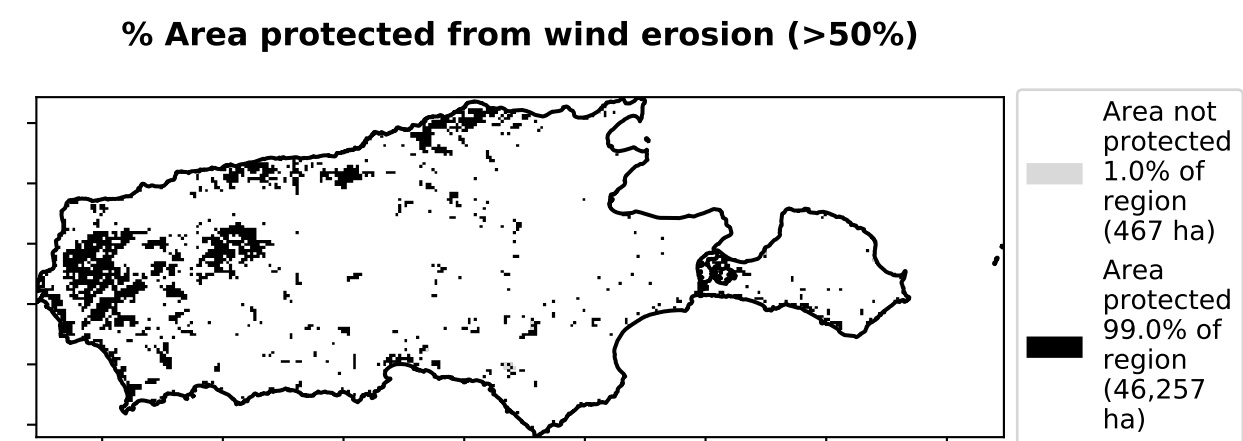 % Area protected from wind erosion (>50%)
Area not
protected
1.0% of
region
(467 ha)
Area
protected
99.0% of
region
(46,257
ha)